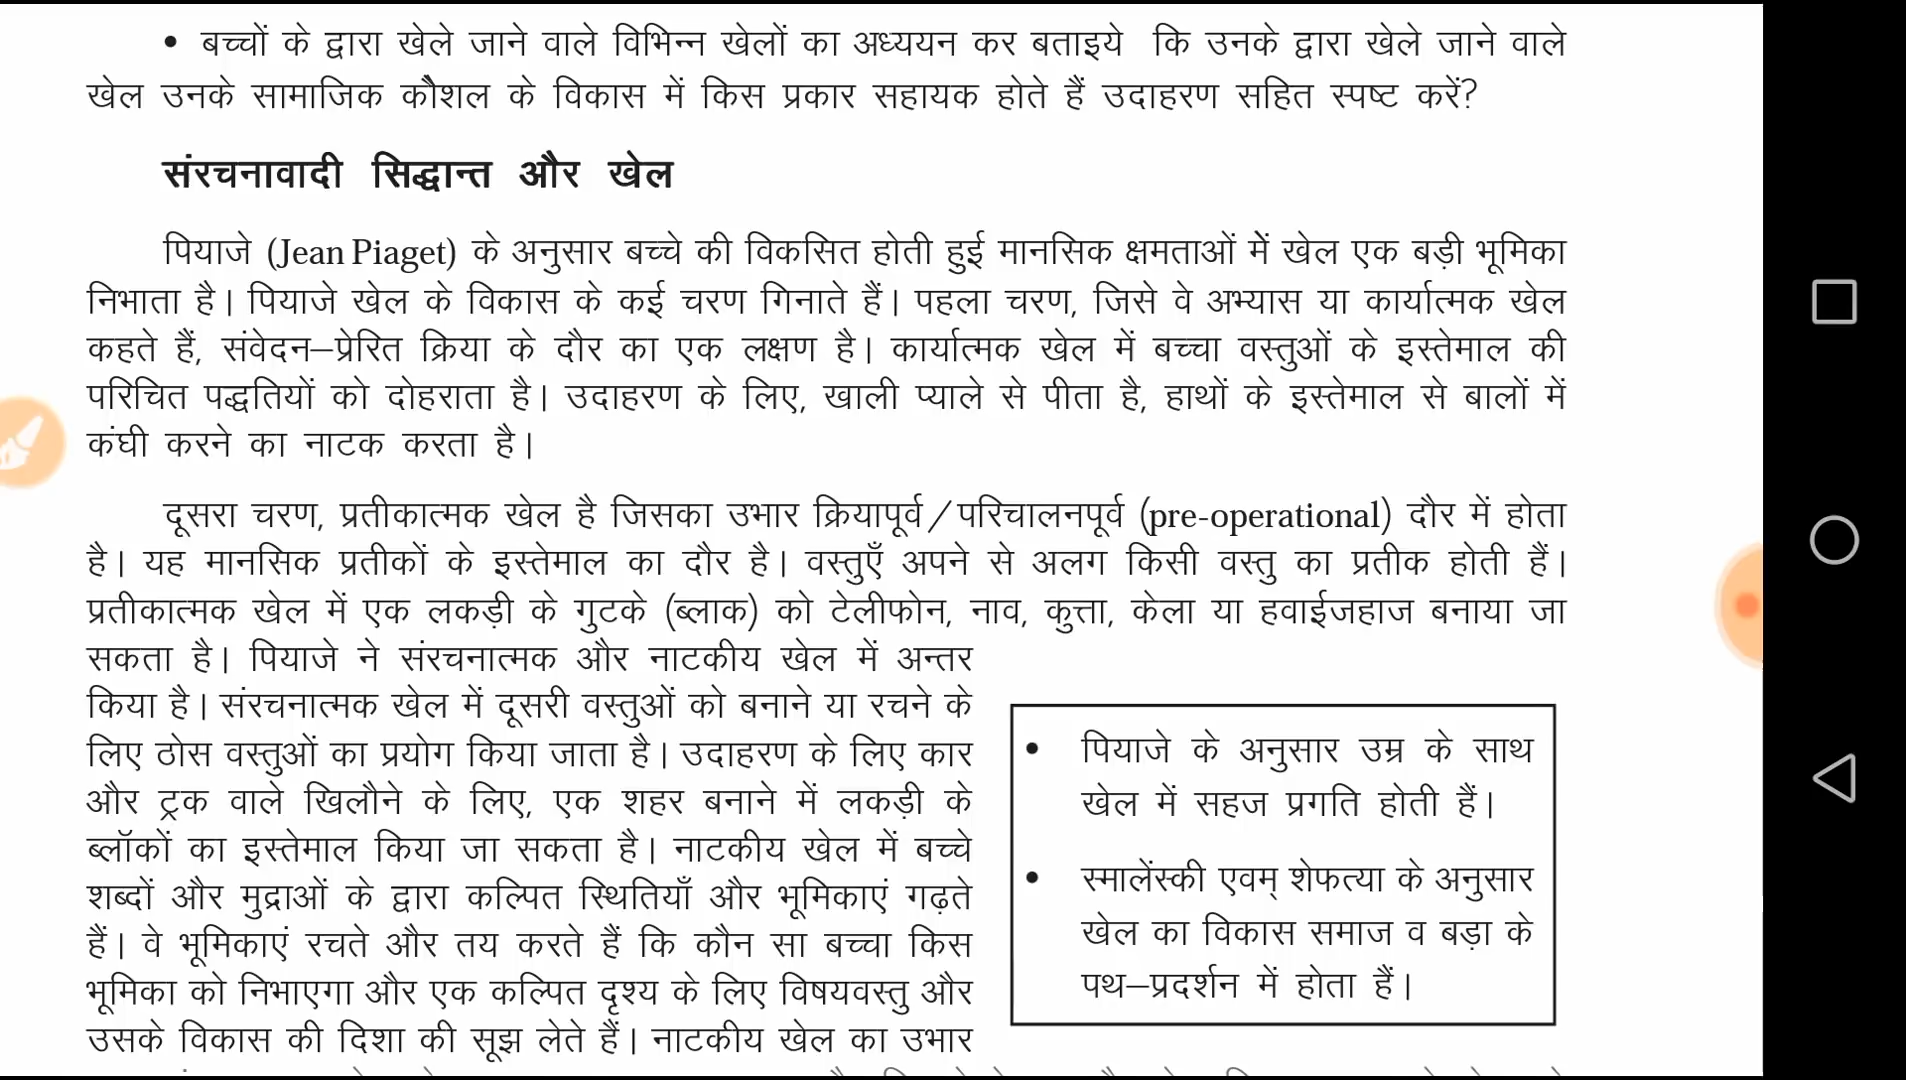 • बच्चों के द्वारा खेले जाने वाले विभिन्न खेलों का अध्ययन कर बताइये कि उनके द्वारा खेले जाने वाले
खेल उनके सामाजिक कौेशल के विकास में किस प्रकार सहायक होते हैं उदाहरण सहित स्पष्ट करें?
संरचनावादी सिद्धान्त और खेल
पियाजे (Jean Piaget) के अनुसार बच्चे की विकसित होती हुई मानसिक क्षमताओं में खेल एक बड़ी भूमिका
निभाता है। पियाजे खेल के विकास के कई चरण गिनाते हैं। पहला चरण, जिसे वे अभ्यास या कार्यात्मक खेल
कहते हैं, संवेदन–प्रेरित क्रिया के दौर का एक लक्षण है। कार्यात्मक खेल में बच्चा वस्तुओं के इस्तेमाल की
परिचित पद्धतियों को दोहराता है। उदाहरण के लिए, खाली प्याले से पीता है, हाथों के इस्तेमाल से बालों में
कंघी करने का नाटक करता है।
दूसरा चरण, प्रतीकात्मक खेल है जिसका उभार क्रियापूर्व/परिचालनपूर्व (pre-operational) दौर में होता
है। यह मानसिक प्रतीकों के इस्तेमाल का दौर है। वस्तुएँ अपने से अलग किसी वस्तु का प्रतीक होती हैं।
प्रतीकात्मक खेल में एक लकड़ी के गुटके (ब्लाक) को टेलीफोन, नाव, कुत्ता, केला या हवाईजहाज बनाया जा
सकता है। पियाजे ने संरचनात्मक और नाटकीय खेल में अन्तर
किया है। संरचनात्मक खेल में दूसरी वस्तुओं को बनाने या रचने के
लिए ठोस वस्तुओं का प्रयोग किया जाता है। उदाहरण के लिए कार
और ट्रक वाले खिलौने के लिए, एक शहर बनाने में लकड़ी के
ब्लॉकों का इस्तेमाल किया जा सकता है। नाटकीय खेल में बच्चे
शब्दों और मुद्राओं के द्वारा कल्पित स्थितियाँ और भूमिकाएं गढ़ते
हैं। वे भूमिकाएं रचते और तय करते हैं कि कौन सा बच्चा किस
भूमिका को निभाएगा और एक कल्पित दृश्य के लिए विषयवस्तु और
उसके विकास की दिशा की सूझ लेते हैं। नाटकीय खेल का उभार
• पियाजे के अनुसार उम्र के साथ
खेल में सहज प्रगति होती हैं।
• स्मालेंस्की एवम् शेफत्या के अनुसार
खेल का विकास समाज व बड़ा के
पथ–प्रदर्शन में होता हैं।